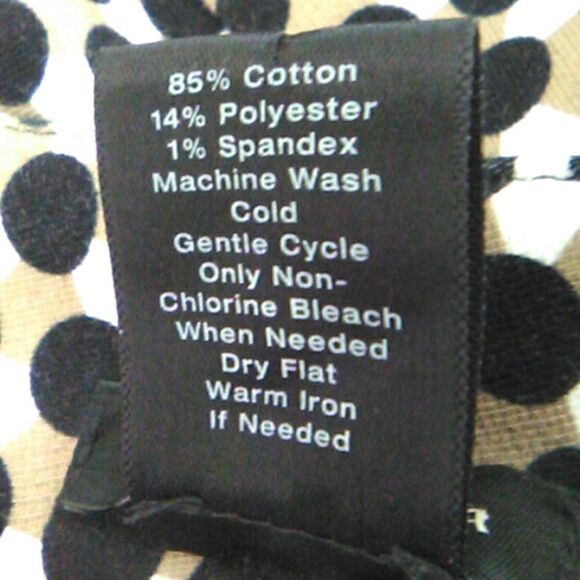 85% Cotton
14% Polyester
1% Spandex
Machine Wash
Cold
Gentle Cycle
Only Non-
Chlorine Bleach
When Needed
Dry Flat
Warm Iron
If Needed